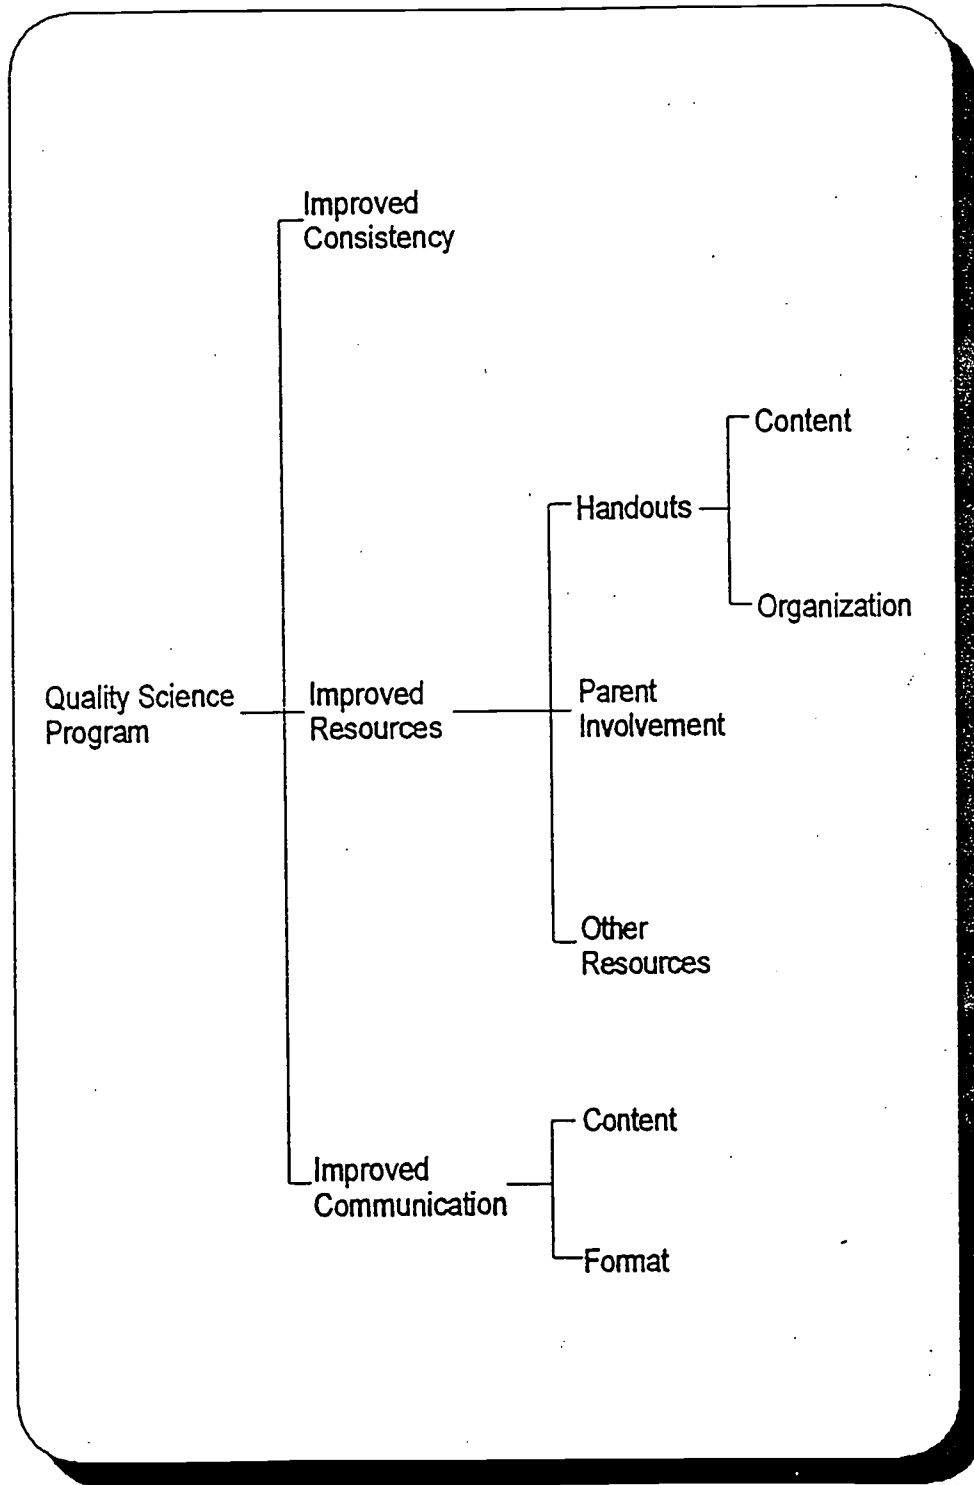 Improved
Consistency
Content
Handouts
Organization
Quality Science
Program
Improved
Resources
Parent
Involvement
Other
Resources
Content
Improved
Communication
Format